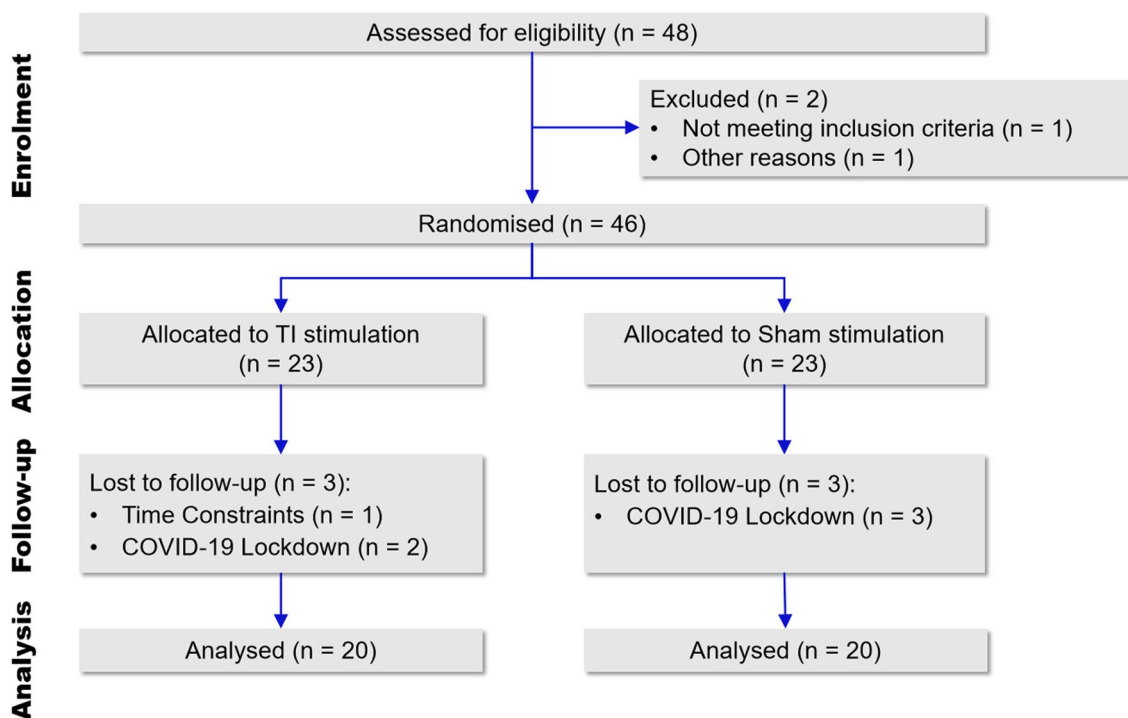 Enrolment
Assessed for eligibility (n = 48)
Excluded (n = 2)
• Not meeting inclusion criteria (n = 1)
• Other reasons (n = 1)
Randomised (n = 46)
Allocation
Allocated to TI stimulation
(n = 23)
Allocated to Sham stimulation
(n = 23)
Follow-up
Lost to follow-up (n = 3):
• Time Constraints (n = 1)
• COVID-19 Lockdown (n = 2)
Lost to follow-up (n = 3):
• COVID-19 Lockdown (n = 3)
Analysis
Analysed (n = 20)
Analysed (n = 20)